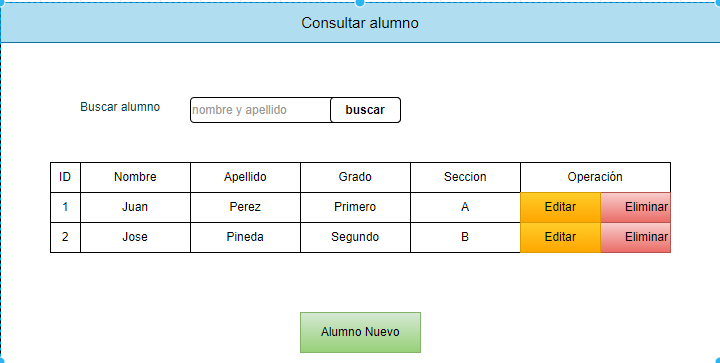 Consultar alumno
Buscar alumno nombre y apellido buscar
ID Nombre Apellido Grado Seccion Operación
1 Juan Perez Primero A Editar Eliminar
2 Jose Pineda Segundo B Editar Eliminar
Alumno Nuevo